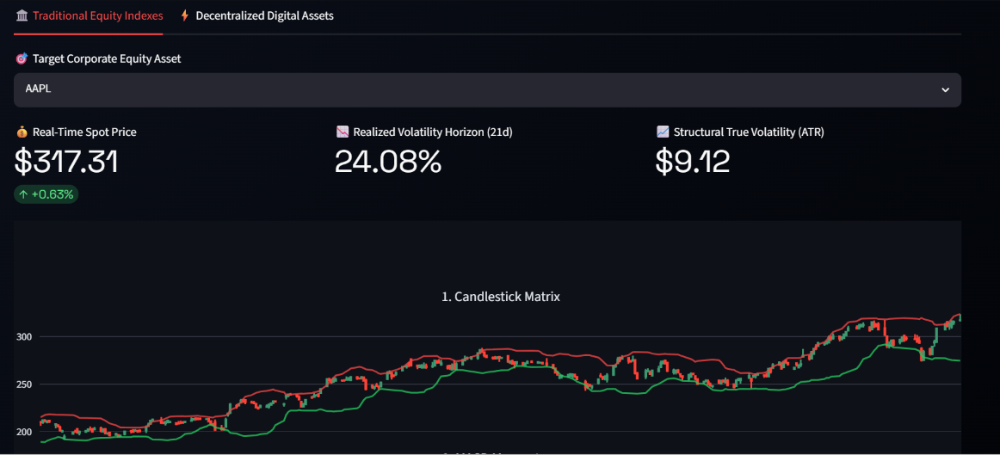 Traditional Equity Indexes
Decentralized Digital Assets
Target Corporate Equity Asset
AAPL
Real-Time Spot Price
Realized Volatility Horizon (21d)
Structural True Volatility (ATR)
$317.31
24.08%
$9.12
↑ +0.63%
1. Candlestick Matrix
300
250
200